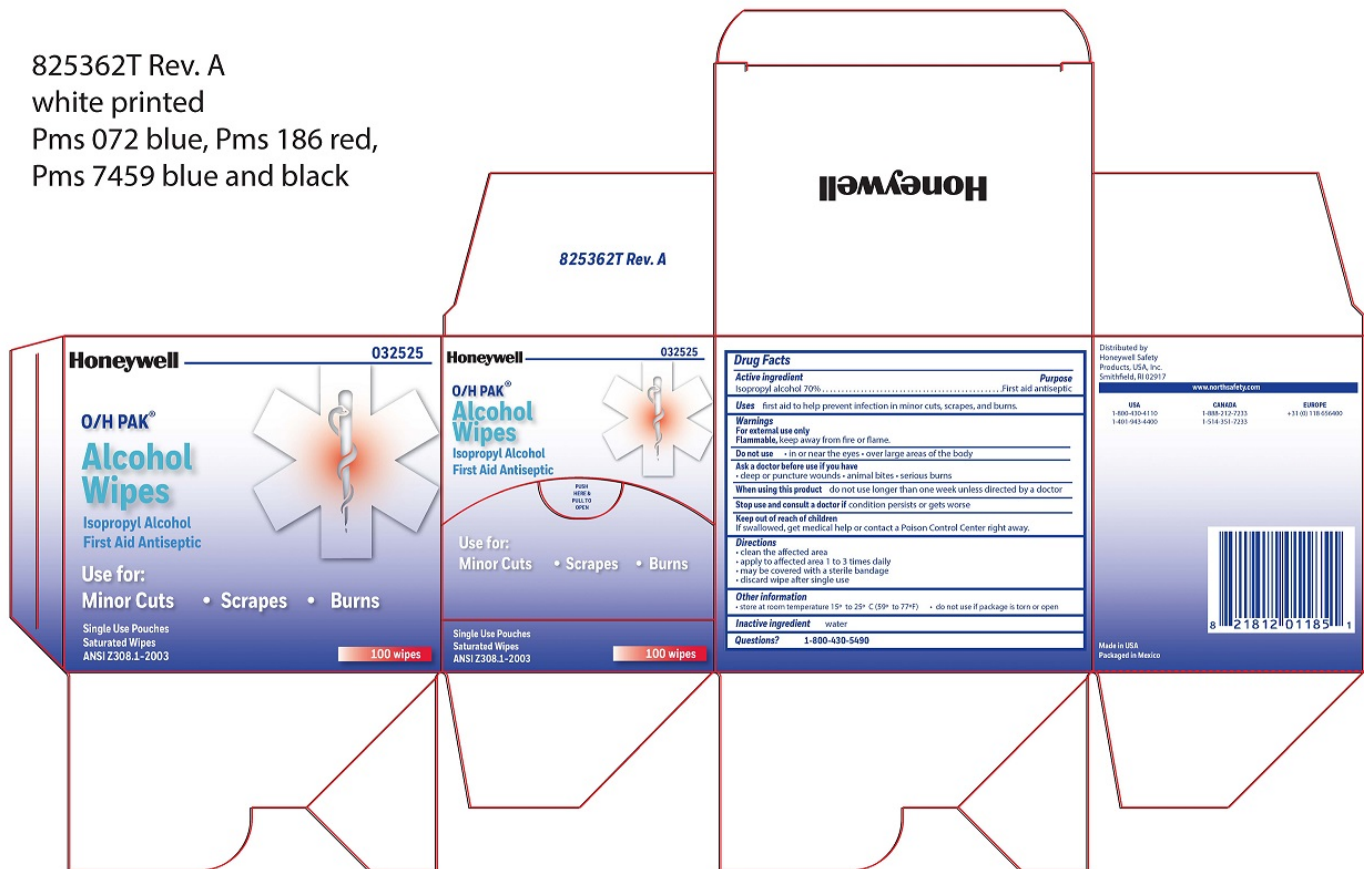 825362T Rev. A
white printed
Pms 072 blue, Pms 186 red,
Pms 7459 blue and black
Honeywell
825362T Rev. A
Honeywell
032525
O/H PAK®
Alcohol
Wipes
Isopropyl Alcohol
First Aid Antiseptic
Use for:
Minor Cuts • Scrapes • Burns
Single Use Pouches
Saturated Wipes
ANSI Z308.1-2003
100 wipes
Honeywell
032525
O/H PAK®
Alcohol
Wipes
Isopropyl Alcohol
First Aid Antiseptic
PUSH
HERE &
PULL TO
OPEN
Use for:
Minor Cuts • Scrapes • Burns
Single Use Pouches
Saturated Wipes
ANSI Z308.1-2003
100 wipes
Drug Facts
Active ingredient Purpose
Isopropyl alcohol 70%..............................................First aid antiseptic
Uses first aid to help prevent infection in minor cuts, scrapes, and burns.
Warnings
For external use only
Flammable, keep away from fire or flame.
Do not use • in or near the eyes • over large areas of the body
Ask a doctor before use if you have
• deep or puncture wounds • animal bites • serious burns
When using this product do not use longer than one week unless directed by a doctor
Stop use and consult a doctor if condition persists or gets worse
Keep out of reach of children
If swallowed, get medical help or contact a Poison Control Center right away.
Directions
• clean the affected area
• apply to affected area 1 to 3 times daily
• may be covered with a sterile bandage
• discard wipe after single use
Other information
• store at room temperature 15° to 25° C (59° to 77°F) • do not use if package is torn or open
Inactive ingredient water
Questions? 1-800-430-5490
Distributed by
Honeywell Safety
Products, USA, Inc.
Smithfield, RI 02917
www.northsafety.com
USA CANADA EUROPE
1-800-430-4110 1-888-212-7233 +31 (0) 118 656400
1-401-943-4400 1-514-351-7233
8 21812 01185 1
Made in USA
Packaged in Mexico